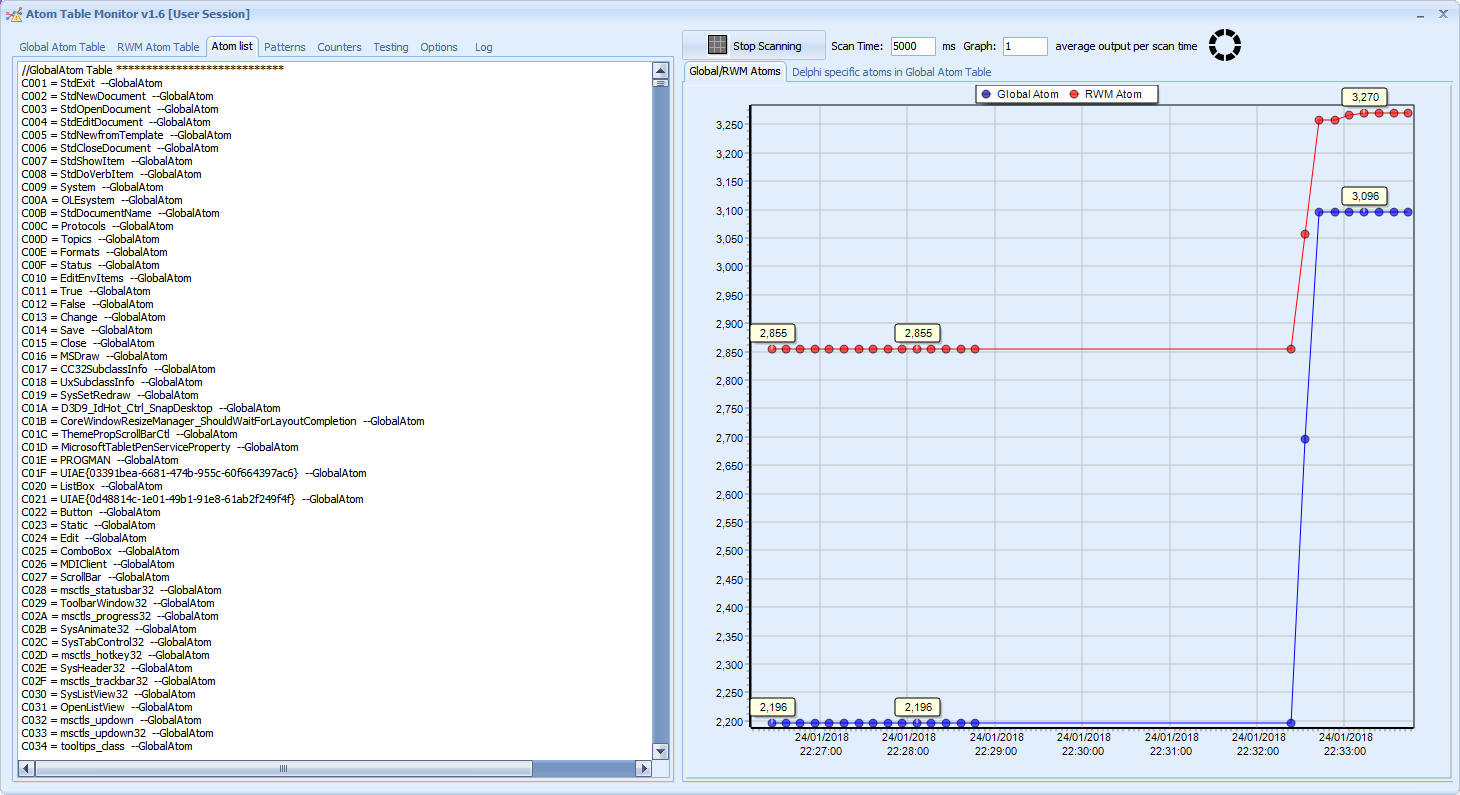 Atom Table Monitor v1.6 [User Session]
Global Atom Table RWM Atom Table Atom list Patterns Counters Testing Options Log
//GlobalAtom Table ****************************
C001 = StdExit --GlobalAtom
C002 = StdNewDocument --GlobalAtom
C003 = StdOpenDocument --GlobalAtom
C004 = StdEditDocument --GlobalAtom
C005 = StdNewfromTemplate --GlobalAtom
C006 = StdCloseDocument --GlobalAtom
C007 = StdShowItem --GlobalAtom
C008 = StdDoVerbItem --GlobalAtom
C009 = System --GlobalAtom
C00A = OLEsystem --GlobalAtom
C00B = StdDocumentName --GlobalAtom
C00C = Protocols --GlobalAtom
C00D = Topics --GlobalAtom
C00E = Formats --GlobalAtom
C00F = Status --GlobalAtom
C010 = EditEnvItems --GlobalAtom
C011 = True --GlobalAtom
C012 = False --GlobalAtom
C013 = Change --GlobalAtom
C014 = Save --GlobalAtom
C015 = Close --GlobalAtom
C016 = MSDraw --GlobalAtom
C017 = CC32SubclassInfo --GlobalAtom
C018 = UxSubclassInfo --GlobalAtom
C019 = SysSetRedraw --GlobalAtom
C01A = D3D9_IdHot_Ctrl_SnapDesktop --GlobalAtom
C01B = CoreWindowResizeManager_ShouldWaitForLayoutCompletion --GlobalAtom
C01C = ThemePropScrollBarCtl --GlobalAtom
C01D = MicrosoftTabletPenServiceProperty --GlobalAtom
C01E = PROGMAN --GlobalAtom
C01F = UIAE{03391bea-6681-474b-955c-60f664397ac6} --GlobalAtom
C020 = ListBox --GlobalAtom
C021 = UIAE{0d48814c-1e01-49b1-91e8-61ab2f249f4f} --GlobalAtom
C022 = Button --GlobalAtom
C023 = Static --GlobalAtom
C024 = Edit --GlobalAtom
C025 = ComboBox --GlobalAtom
C026 = MDIClient --GlobalAtom
C027 = ScrollBar --GlobalAtom
C028 = msctls_statusbar32 --GlobalAtom
C029 = ToolbarWindow32 --GlobalAtom
C02A = msctls_progress32 --GlobalAtom
C02B = SysAnimate32 --GlobalAtom
C02C = SysTabControl32 --GlobalAtom
C02D = msctls_hotkey32 --GlobalAtom
C02E = SysHeader32 --GlobalAtom
C02F = msctls_trackbar32 --GlobalAtom
C030 = SysListView32 --GlobalAtom
C031 = OpenListView --GlobalAtom
C032 = msctls_updown --GlobalAtom
C033 = msctls_updown32 --GlobalAtom
C034 = tooltips_class --GlobalAtom
Stop Scanning Scan Time: 5000 ms Graph: 1 average output per scan time
Global/RWM Atoms Delphi specific atoms in Global Atom Table
Global Atom RWM Atom
3,270
3,096
2,855 2,855
2,196 2,196
3,250
3,200
3,150
3,100
3,050
3,000
2,950
2,900
2,850
2,800
2,750
2,700
2,650
2,600
2,550
2,500
2,450
2,400
2,350
2,300
2,250
2,200
24/01/2018 24/01/2018 24/01/2018 24/01/2018 24/01/2018 24/01/2018 24/01/2018
22:27:00 22:28:00 22:29:00 22:30:00 22:31:00 22:32:00 22:33:00